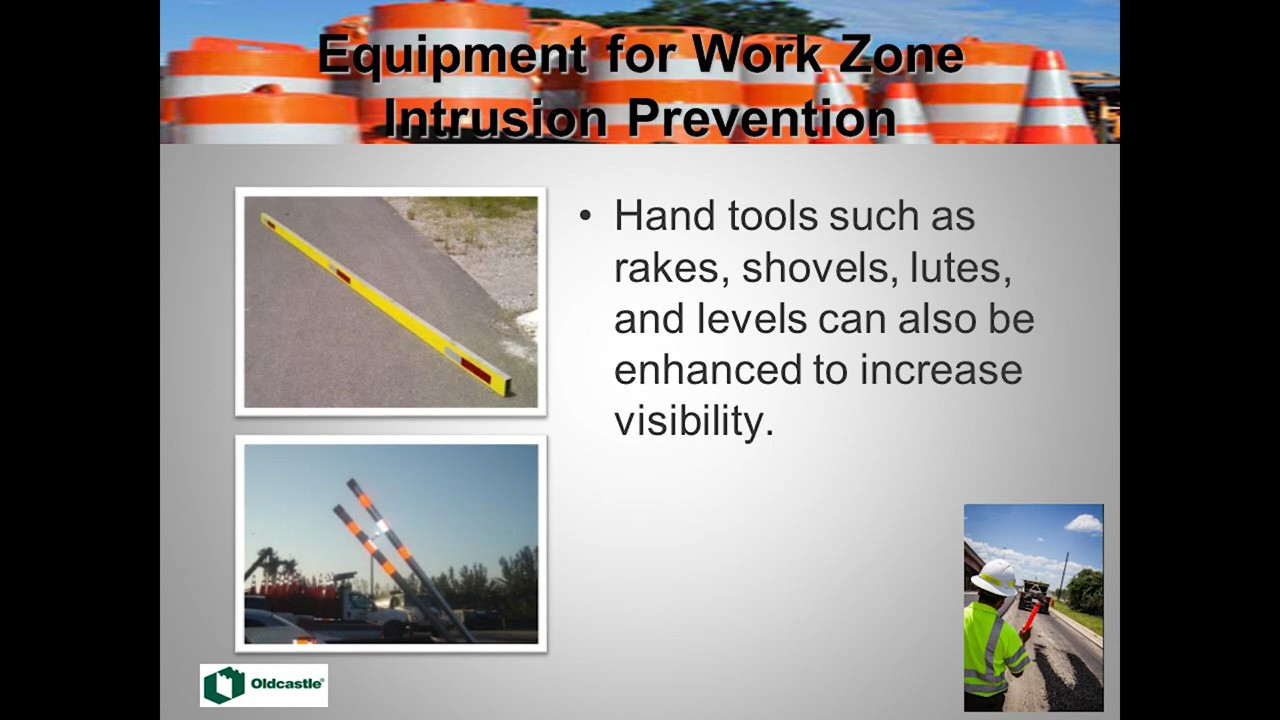 Equipment for Work Zone
Intrusion Prevention
• Hand tools such as
rakes, shovels, lutes,
and levels can also be
enhanced to increase
visibility.
Oldcastle®